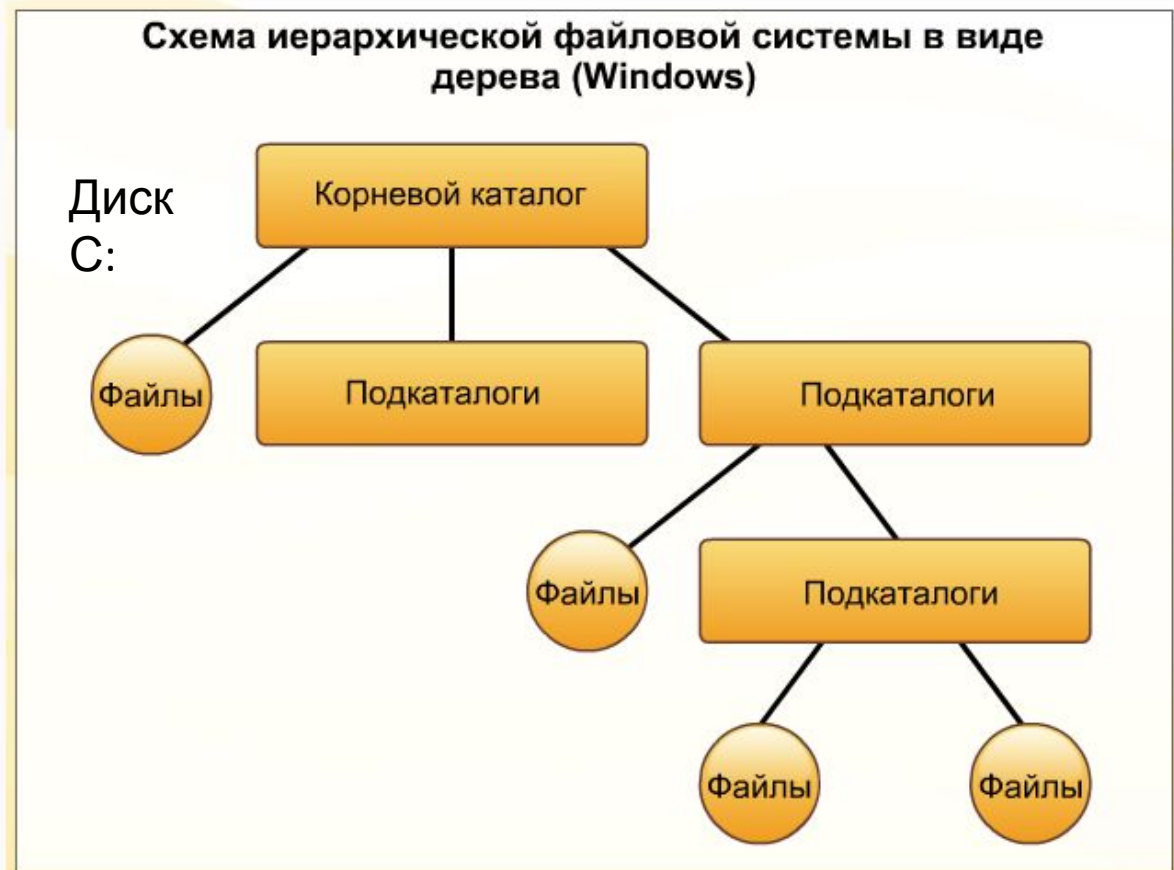 Схема иерархической файловой системы в виде
дерева (Windows)
Диск
С:
Корневой каталог
Файлы
Подкаталоги
Подкаталоги
Файлы
Подкаталоги
Файлы
Файлы